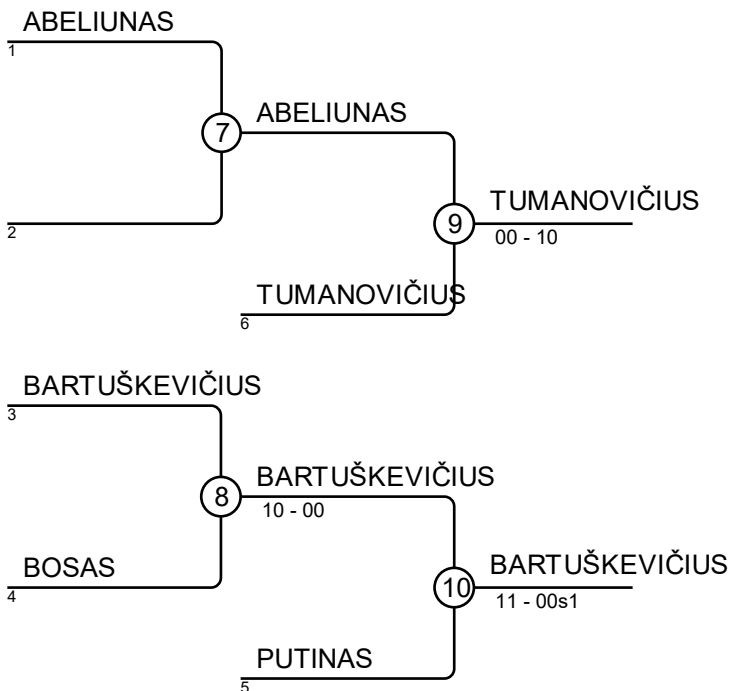 ABELIUNAS
1
7
ABELIUNAS
2
9
TUMANOVIČIUS
00 - 10
TUMANOVIČIUS
6
BARTUŠKEVIČIUS
3
8
BARTUŠKEVIČIUS
10 - 00
BOSAS
4
10
BARTUŠKEVIČIUS
11 - 00s1
PUTINAS
5